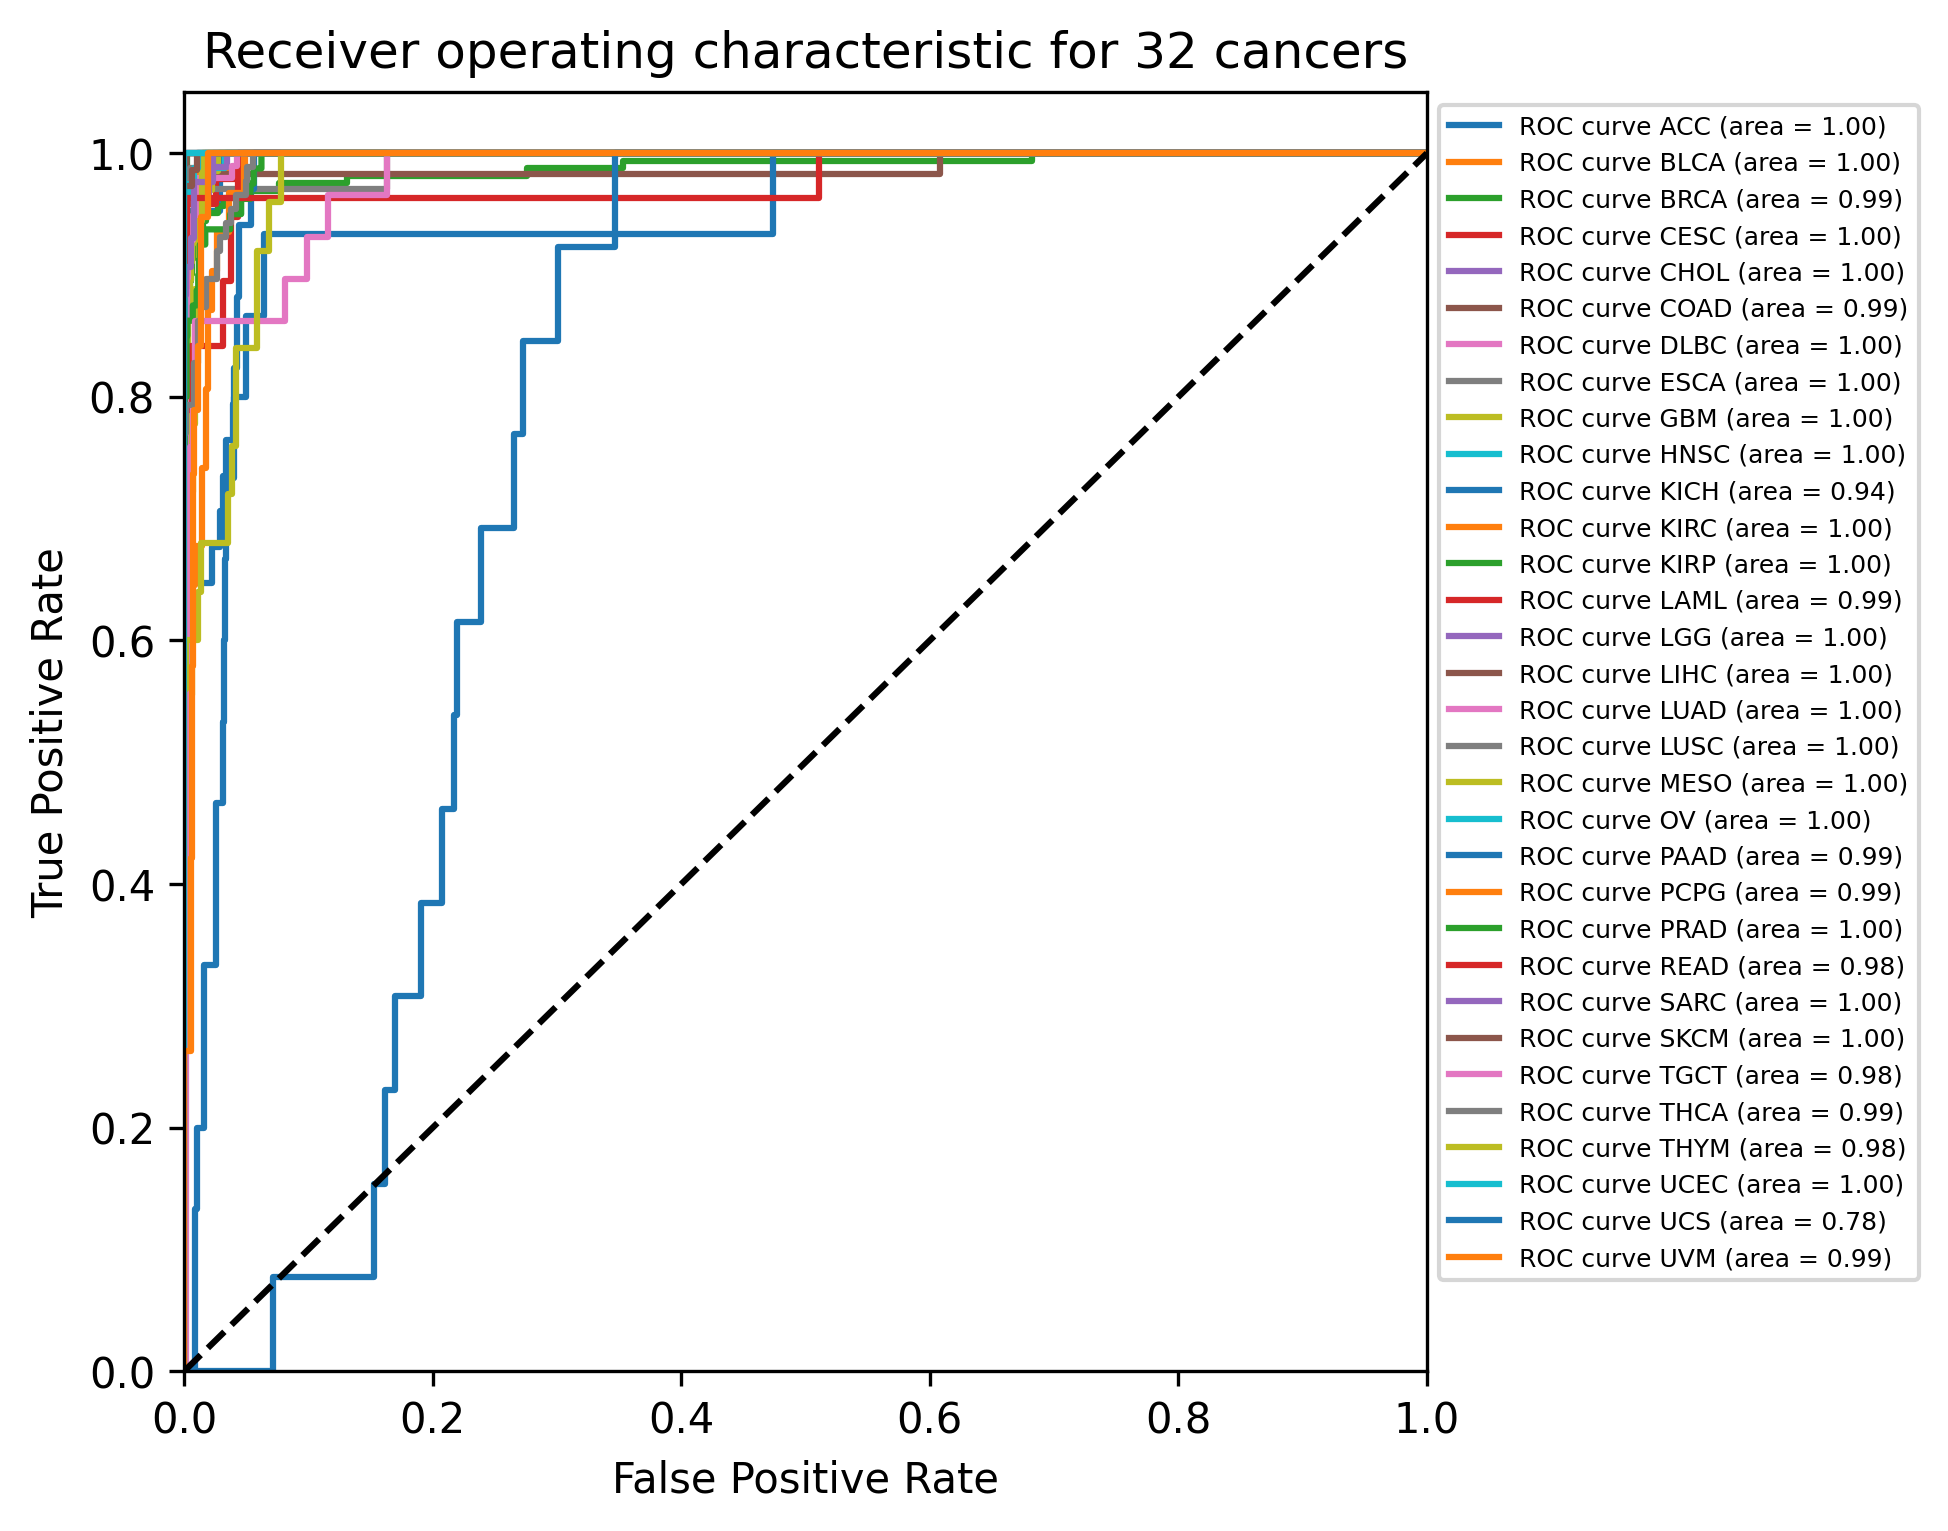 Receiver operating characteristic for 32 cancers
True Positive Rate
1.0
0.8
0.6
0.4
0.2
0.0
0.0 0.2 0.4 0.6 0.8 1.0
False Positive Rate
ROC curve ACC (area = 1.00)
ROC curve BLCA (area = 1.00)
ROC curve BRCA (area = 0.99)
ROC curve CESC (area = 1.00)
ROC curve CHOL (area = 1.00)
ROC curve COAD (area = 0.99)
ROC curve DLBC (area = 1.00)
ROC curve ESCA (area = 1.00)
ROC curve GBM (area = 1.00)
ROC curve HNSC (area = 1.00)
ROC curve KICH (area = 0.94)
ROC curve KIRC (area = 1.00)
ROC curve KIRP (area = 1.00)
ROC curve LAML (area = 0.99)
ROC curve LGG (area = 1.00)
ROC curve LIHC (area = 1.00)
ROC curve LUAD (area = 1.00)
ROC curve LUSC (area = 1.00)
ROC curve MESO (area = 1.00)
ROC curve OV (area = 1.00)
ROC curve PAAD (area = 0.99)
ROC curve PCPG (area = 0.99)
ROC curve PRAD (area = 1.00)
ROC curve READ (area = 0.98)
ROC curve SARC (area = 1.00)
ROC curve SKCM (area = 1.00)
ROC curve TGCT (area = 0.98)
ROC curve THCA (area = 0.99)
ROC curve THYM (area = 0.98)
ROC curve UCEC (area = 1.00)
ROC curve UCS (area = 0.78)
ROC curve UVM (area = 0.99)